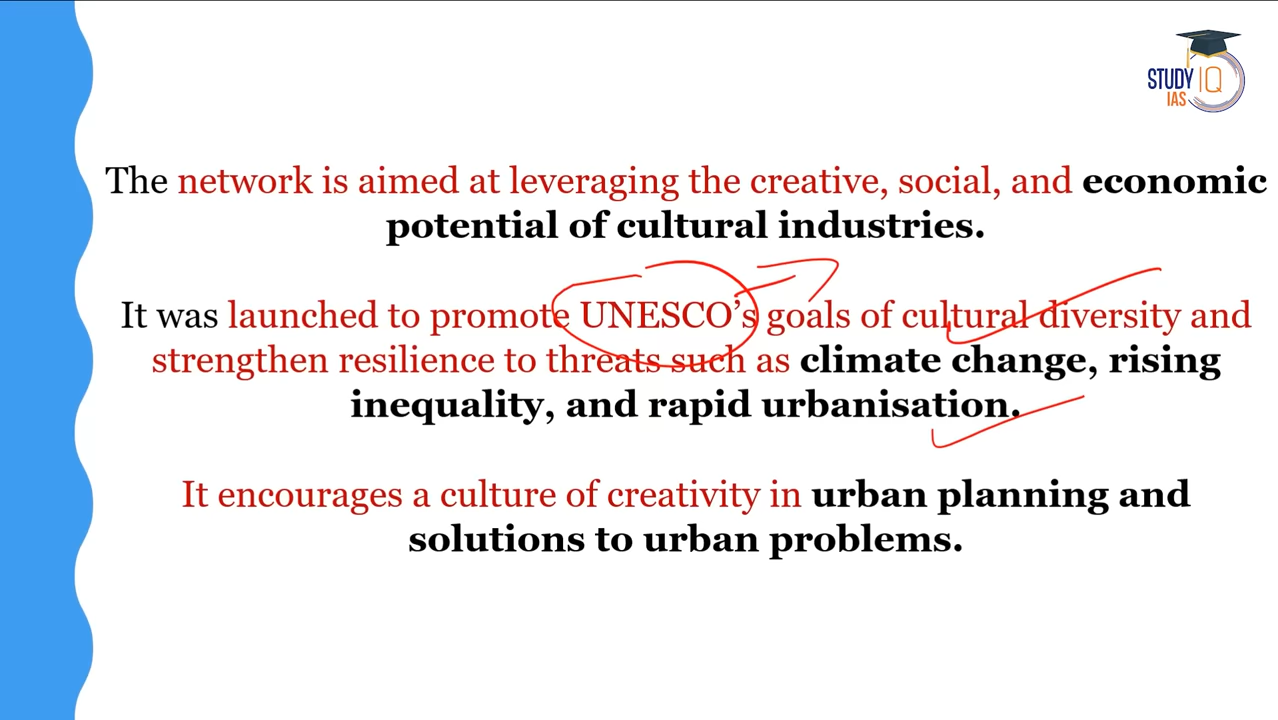 STUDY IQ
IAS
The network is aimed at leveraging the creative, social, and economic
potential of cultural industries.
It was launched to promote UNESCO’s goals of cultural diversity and
strengthen resilience to threats such as climate change, rising
inequality, and rapid urbanisation.
It encourages a culture of creativity in urban planning and
solutions to urban problems.